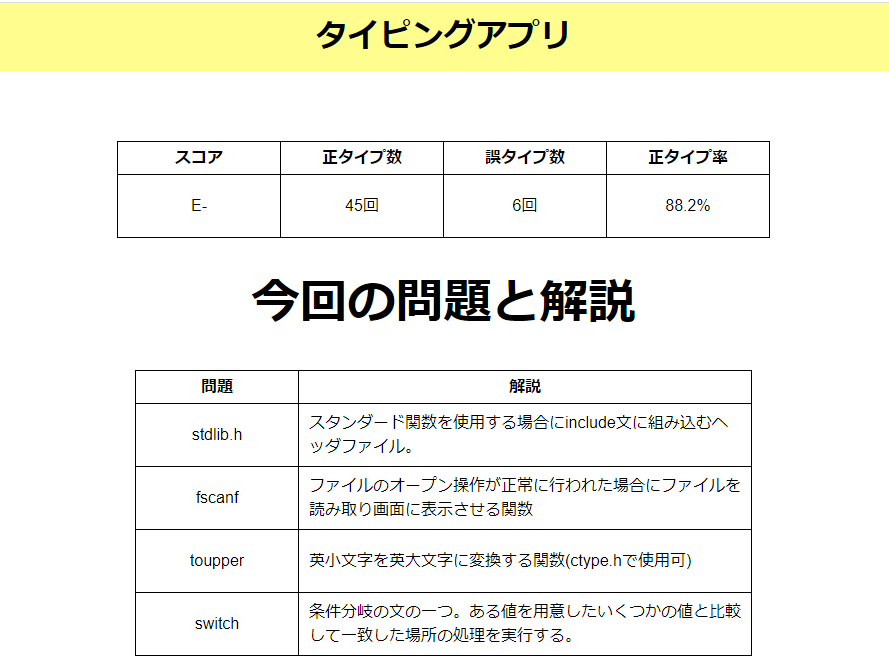 タイピングアプリ
スコア 正タイプ数 誤タイプ数 正タイプ率
E- 45回 6回 88.2%
今回の問題と解説
問題 解説
stdlib.h スタンダード関数を使用する場合にinclude文に組み込むヘ
ッダファイル。
fscanf ファイルのオープン操作が正常に行われた場合にファイルを
読み取り画面に表示させる関数
toupper 英小文字を英大文字に変換する関数(ctype.hで使用可)
switch 条件分岐の文の一つ。ある値を用意したいくつかの値と比較
して一致した場所の処理を実行する。